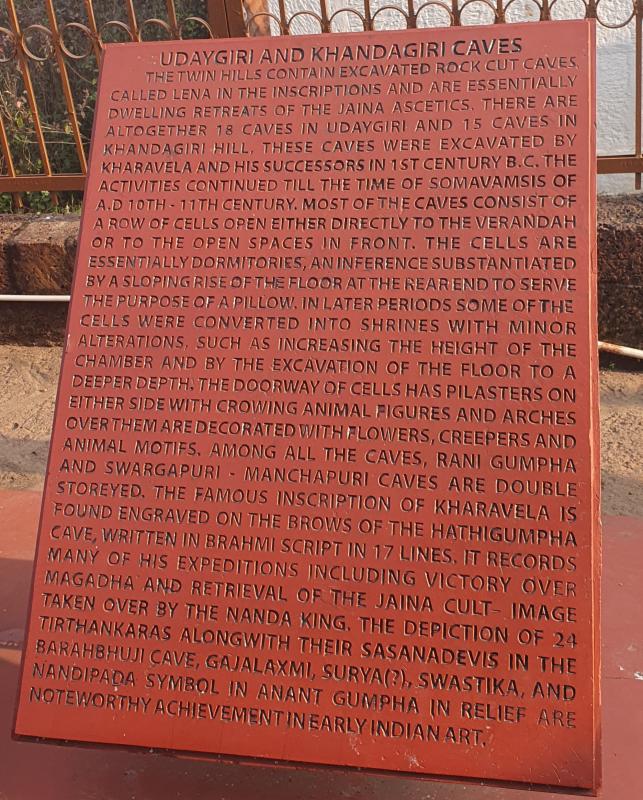 UDAYGIRI AND KHANDAGIRI CAVES
THE TWIN HILLS CONTAIN EXCAVATED ROCK CUT CAVES
CALLED LENA IN THE INSCRIPTIONS AND ARE ESSENTIALLY
DWELLING RETREATS OF THE JAINA ASCETICS. THERE ARE
ALTOGETHER 18 CAVES IN UDAYGIRI AND 15 CAVES IN
KHANDAGIRI HILL. THESE CAVES WERE EXCAVATED BY
KHARAVELA AND HIS SUCCESSORS IN 1ST CENTURY B.C. THE
ACTIVITIES CONTINUED TILL THE TIME OF SOMAVAMSIS OF
A.D 10TH - 11TH CENTURY. MOST OF THE CAVES CONSIST OF
A ROW OF CELLS OPEN EITHER DIRECTLY TO THE VERANDAH
OR TO THE OPEN SPACES IN FRONT. THE CELLS ARE
ESSENTIALLY DORMITORIES, AN INFERENCE SUBSTANTIATED
BY A SLOPING RISE OF THE FLOOR AT THE REAR END TO SERVE
THE PURPOSE OF A PILLOW. IN LATER PERIODS SOME OF THE
CELLS WERE CONVERTED INTO SHRINES WITH MINOR
ALTERATIONS, SUCH AS INCREASING THE HEIGHT OF THE
CHAMBER AND BY THE EXCAVATION OF THE FLOOR TO A
DEEPER DEPTH. THE DOORWAY OF CELLS HAS PILASTERS ON
EITHER SIDE WITH CROWING ANIMAL FIGURES AND ARCHES
OVER THEM ARE DECORATED WITH FLOWERS, CREEPERS AND
ANIMAL MOTIFS. AMONG ALL THE CAVES, RANI GUMPHA
AND SWARGAPURI - MANCHAPURI CAVES ARE DOUBLE
STOREYED. THE FAMOUS INSCRIPTION OF KHARAVELA IS
FOUND ENGRAVED ON THE BROWS OF THE HATHIGUMPHA
CAVE, WRITTEN IN BRAHMI SCRIPT IN 17 LINES. IT RECORDS
MANY OF HIS EXPEDITIONS INCLUDING VICTORY OVER
MAGADHA AND RETRIEVAL OF THE JAINA CULT- IMAGE
TAKEN OVER BY THE NANDA KING. THE DEPICTION OF 24
TIRTHANKARAS ALONGWITH THEIR SASANADEVIS IN THE
BARAHBHUJI CAVE, GAJALAXMI, SURYA(?), SWASTIKA, AND
NANDIPADA SYMBOL IN ANANT GUMPHA IN RELIEF ARE
NOTEWORTHY ACHIEVEMENT IN EARLY INDIAN ART.